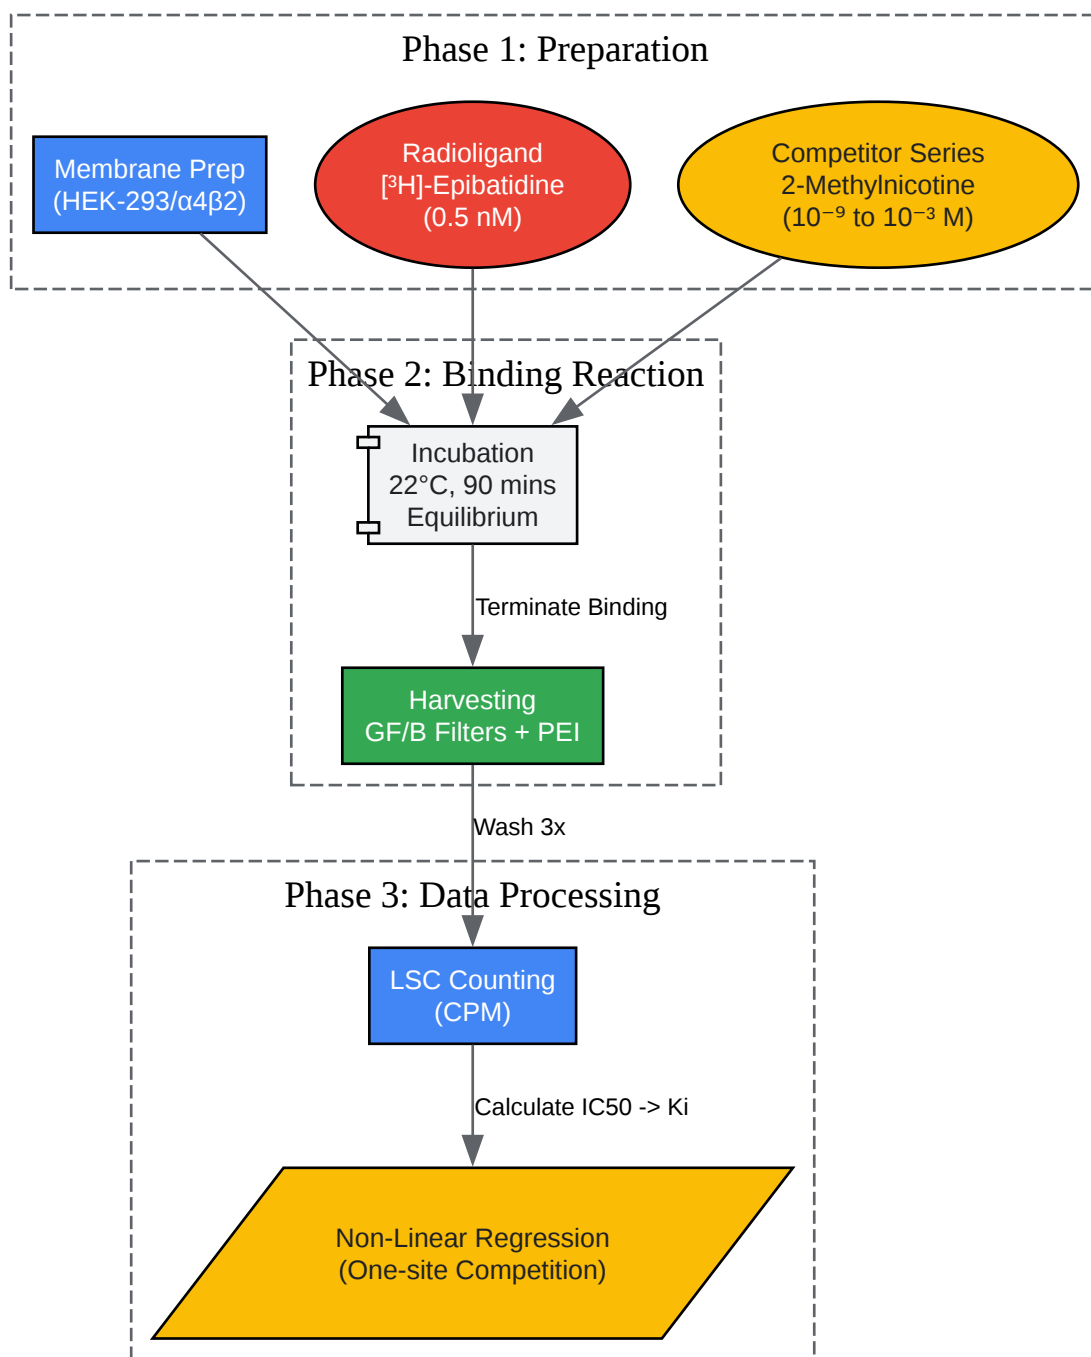 Phase 1: Preparation
Membrane Prep
(HEK-293/α4β2)
Radioligand
[³H]-Epibatidine
(0.5 nM)
Competitor Series
2-Methylnicotine
(10⁻⁹ to 10⁻³ M)
Phase 2: Binding Reaction
Incubation
22°C, 90 mins
Equilibrium
Terminate Binding
Harvesting
GF/B Filters + PEI
Wash 3x
Phase 3: Data Processing
LSC Counting
(CPM)
Calculate IC50 -> Ki
Non-Linear Regression
(One-site Competition)